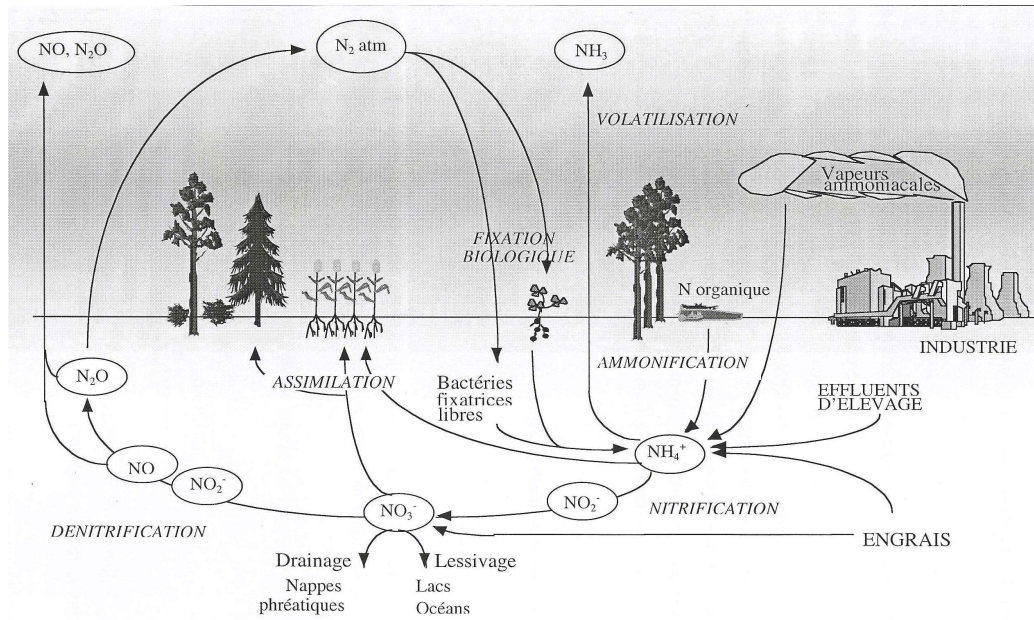 NO, N₂O
N₂ atm
NH₃
VOLATILISATION
Vapeurs
ammoniacales
FIXATION
BIOLOGIQUE
N organique
INDUSTRIE
AMMONIFICATION
ASSIMILATION
N₂O
Bactéries
fixatrices
libres
EFFLUENTS
D'ELEVAGE
NH₄⁺
NO
NO₂⁻
NO₂⁻
NITRIFICATION
NO₃⁻
DENITRIFICATION
ENGRAIS
Drainage
Lessivage
Nappes
phréatiques
Lacs
Océans